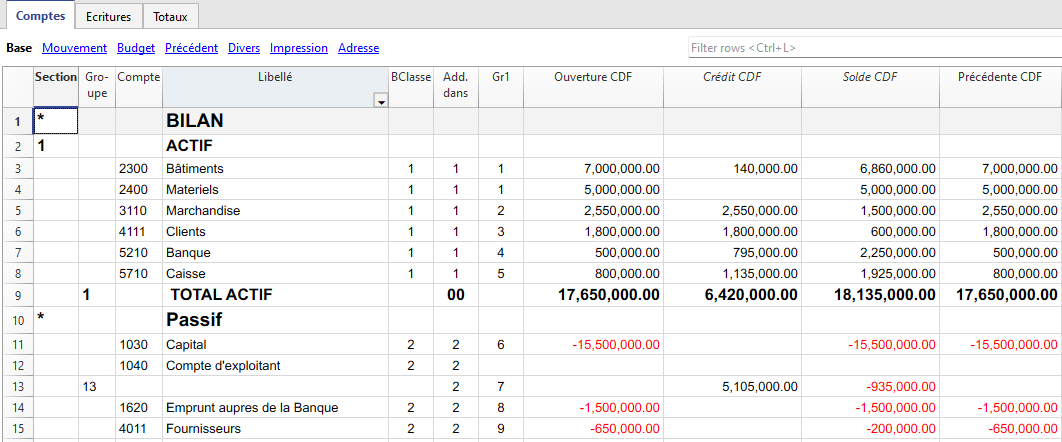 Comptes Ecritures Totaux
Base Mouvement Budget Précédent Divers Impression Adresse Filter rows <Ctrl+L>
Section Gro-upe Compte Libellé BClasse Add. dans Gr1 Ouverture CDF Crédit CDF Solde CDF Précédente CDF
1 * BILAN
2 1 ACTIF
3 2300 Bâtiments 1 1 1 7,000,000.00 140,000.00 6,860,000.00 7,000,000.00
4 2400 Materiels 1 1 1 5,000,000.00 5,000,000.00 5,000,000.00
5 3110 Marchandise 1 1 2 2,550,000.00 2,550,000.00 1,500,000.00 2,550,000.00
6 4111 Clients 1 1 3 1,800,000.00 1,800,000.00 600,000.00 1,800,000.00
7 5210 Banque 1 1 4 500,000.00 795,000.00 2,250,000.00 500,000.00
8 5710 Caisse 1 1 5 800,000.00 1,135,000.00 1,925,000.00 800,000.00
9 1 TOTAL ACTIF 00 17,650,000.00 6,420,000.00 18,135,000.00 17,650,000.00
10 * Passif
11 1030 Capital 2 2 6 -15,500,000.00 -15,500,000.00 -15,500,000.00
12 1040 Compte d'exploitant 2 2
13 13 2 7 5,105,000.00 -935,000.00
14 1620 Emprunt aupres de la Banque 2 2 8 -1,500,000.00 -1,500,000.00 -1,500,000.00
15 4011 Fournisseurs 2 2 9 -650,000.00 -200,000.00 -650,000.00